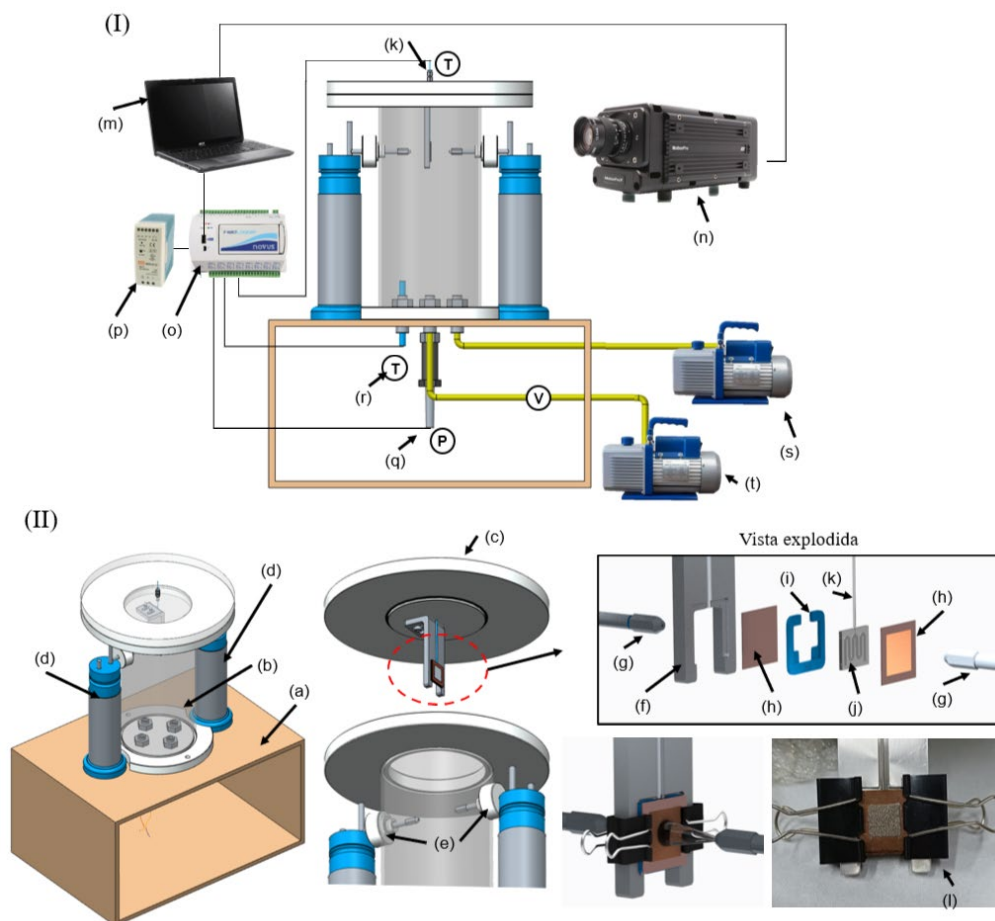 (I)
(k)
T
(m)
(n)
novus
(p)
(o)
T
(r)
V
(s)
(q)
P
(t)
(II)
(c)
Vista explodida
(d)
(i)
(k)
(h)
(d)
(b)
(g)
(a)
(g)
(f)
(h)
(j)
(e)
(l)